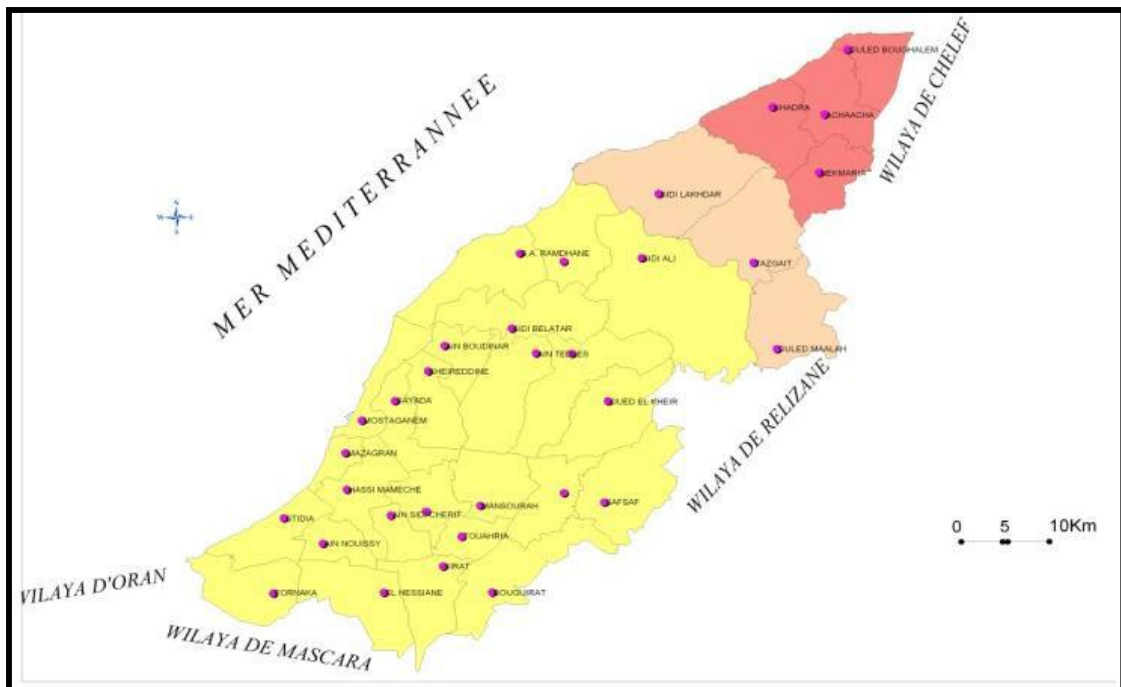 OULED BOUGHALEM
KHADRA
ACHAACHA
WILAYA DE CHELEF
NEKMARIA
MER MEDITERRANNEE
SIDI LAKHDAR
N
W
E
S
S.A. RAMDHANE
SIDI ALI
TAZGAIT
SIDI BELATAR
AIN BOUDINAR
AIN TEDLES
OULED MAALAH
KHEIREDDINE
SAYADA
OUED EL KHEIR
MOSTAGANEM
WILAYA DE RELIZANE
MAZAGRAN
HASSI MAMECHE
MANSOURAH
SAFSAF
STIDIA
AIN SIDI CHERIF
0 5 10Km
AIN NOUISSY
TOUAHRIA
SIRAT
WILAYA D'ORAN
FORNAKA
EL HESSIANE
BOUGUIRAT
WILAYA DE MASCARA